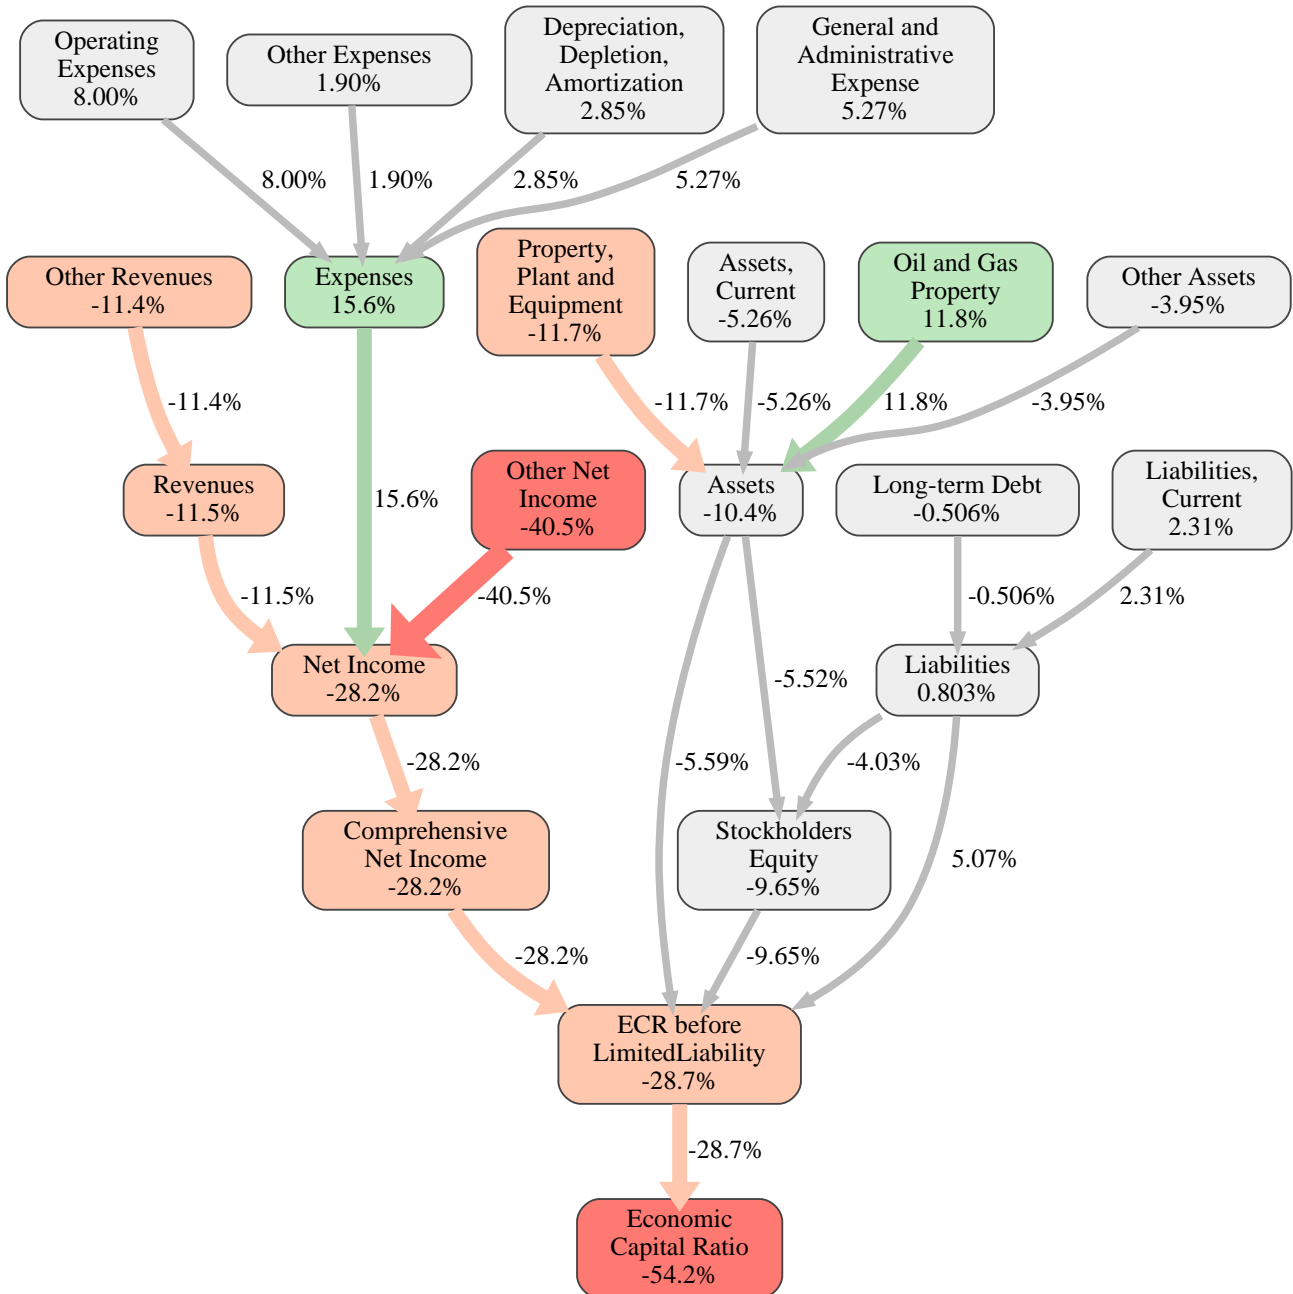 Operating
Expenses
8.00%
Other Expenses
1.90%
Depreciation,
Depletion,
Amortization
2.85%
General and
Administrative
Expense
5.27%
8.00%
1.90%
2.85%
5.27%
Other Revenues
-11.4%
Expenses
15.6%
Property,
Plant and
Equipment
-11.7%
Assets,
Current
-5.26%
Oil and Gas
Property
11.8%
Other Assets
-3.95%
-11.4%
-11.7%
-5.26%
11.8%
-3.95%
Revenues
-11.5%
15.6%
Other Net
Income
-40.5%
Assets
-10.4%
Long-term Debt
-0.506%
Liabilities,
Current
2.31%
-11.5%
-40.5%
-0.506%
2.31%
Net Income
-28.2%
-5.52%
Liabilities
0.803%
-28.2%
-5.59%
-4.03%
Comprehensive
Net Income
-28.2%
Stockholders
Equity
-9.65%
5.07%
-28.2%
-9.65%
ECR before
LimitedLiability
-28.7%
-28.7%
Economic
Capital Ratio
-54.2%